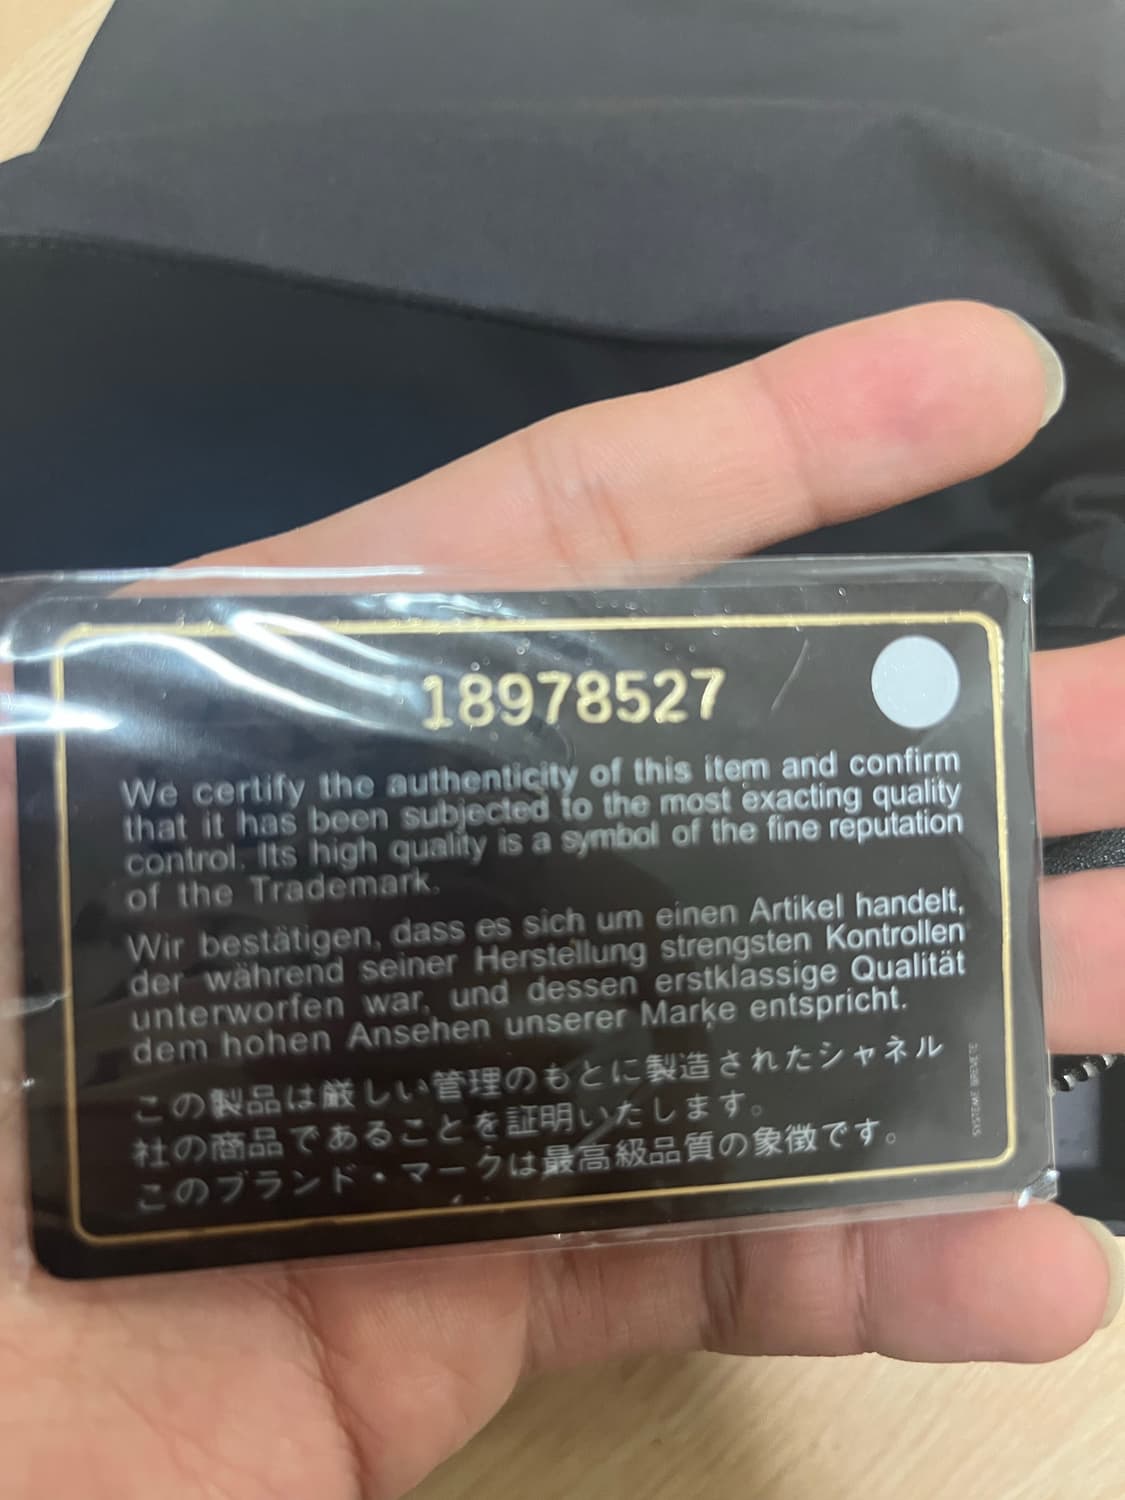 18978527
We certify the authenticity of this item and confirm
that it has been subjected to the most exacting quality
control. Its high quality is a symbol of the fine reputation
of the Trademark.
Wir bestätigen, dass es sich um einen Artikel handelt,
der während seiner Herstellung strengsten Kontrollen
unterworfen war, und dessen erstklassige Qualität
dem hohen Ansehen unserer Marke entspricht.
この製品は厳しい管理のもとに製造されたシャネル
社の商品であることを証明いたします。
このブランド・マークは最高級品質の象徴です。